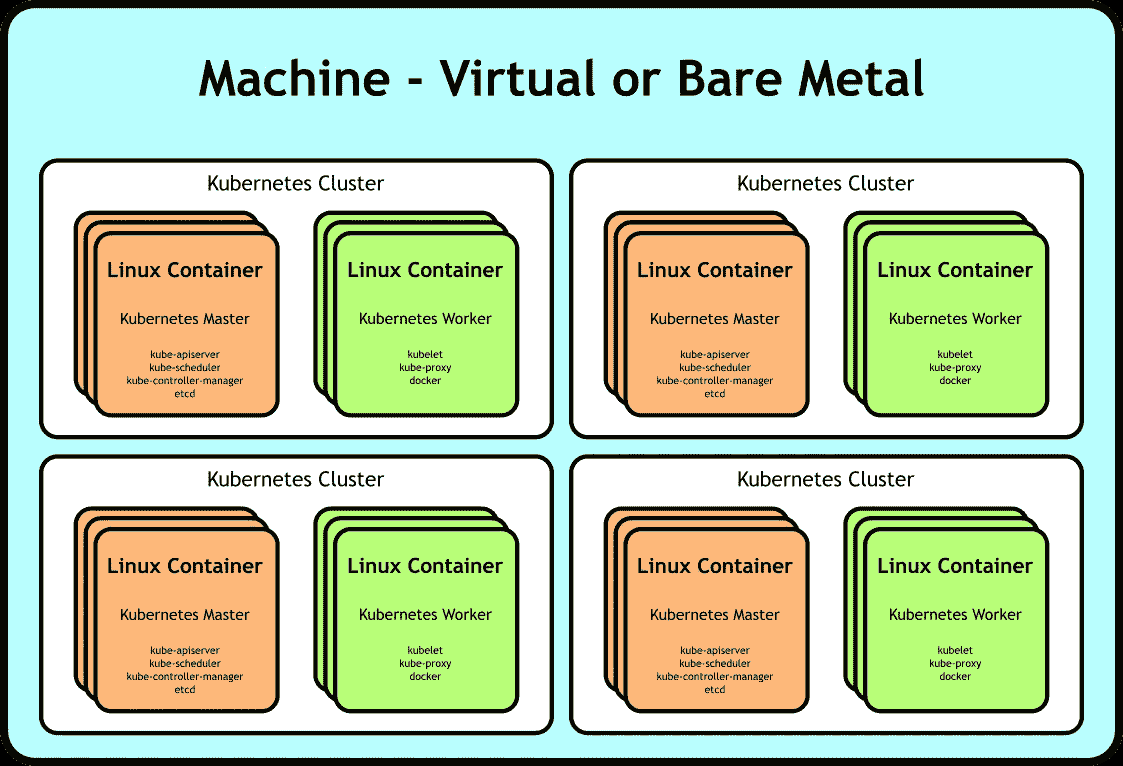 Machine - Virtual or Bare Metal
Kubernetes Cluster
Linux Container
Kubernetes Master
kube-apiserver
kube-scheduler
kube-controller-manager
etcd
Linux Container
Kubernetes Worker
kubelet
kube-proxy
docker
Kubernetes Cluster
Linux Container
Kubernetes Master
kube-apiserver
kube-scheduler
kube-controller-manager
etcd
Linux Container
Kubernetes Worker
kubelet
kube-proxy
docker
Kubernetes Cluster
Linux Container
Kubernetes Master
kube-apiserver
kube-scheduler
kube-controller-manager
etcd
Linux Container
Kubernetes Worker
kubelet
kube-proxy
docker
Kubernetes Cluster
Linux Container
Kubernetes Master
kube-apiserver
kube-scheduler
kube-controller-manager
etcd
Linux Container
Kubernetes Worker
kubelet
kube-proxy
docker